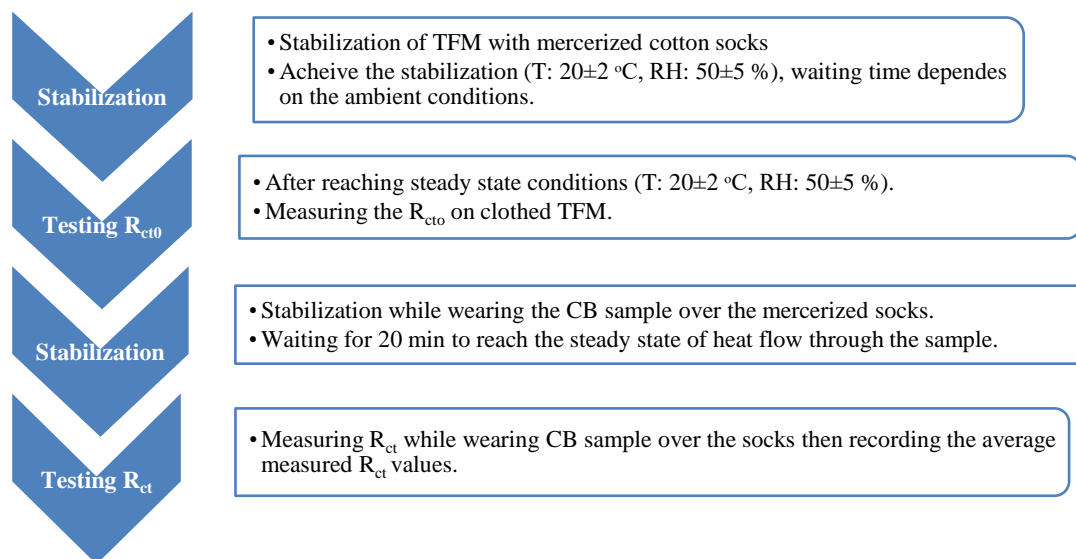 Stabilization
• Stabilization of TFM with mercerized cotton socks
• Acheive the stabilization (T: 20±2 °C, RH: 50±5 %), waiting time dependes
on the ambient conditions.
Testing Rct0
• After reaching steady state conditions (T: 20±2 °C, RH: 50±5 %).
• Measuring the Rcto on clothed TFM.
Stabilization
• Stabilization while wearing the CB sample over the mercerized socks.
• Waiting for 20 min to reach the steady state of heat flow through the sample.
Testing Rct
• Measuring Rct while wearing CB sample over the socks then recording the average
measured Rct values.